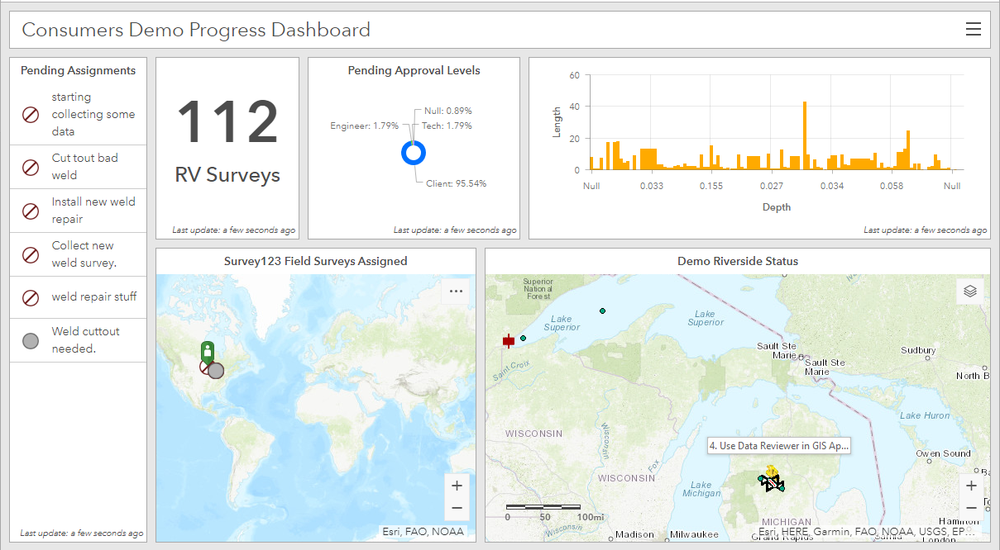 Consumers Demo Progress Dashboard
Pending Assignments
starting
collecting some
data
Cut tout bad
weld
Install new weld
repair
Collect new
weld survey.
weld repair stuff
Weld cuttout
needed.
Last update: a few seconds ago
112
RV Surveys
Last update: a few seconds ago
Pending Approval Levels
Null: 0.89%
Engineer: 1.79%
Tech: 1.79%
Client: 95.54%
Last update: a few seconds ago
60
40
20
0
Length
Null
0.033
0.155
0.027
0.034
0.058
Null
Depth
Last update: a few seconds ago
Survey123 Field Surveys Assigned
+
−
Esri, FAO, NOAA
Demo Riverside Status
Superior
National
Forest
Lake
Superior
Lake
Superior
Saint Croix
Sault Ste
Marie
Sault Ste
Marie
Sudbury
North B
Lake Huron
WISCONSIN
Wisconsin
4. Use Data Reviewer in GIS Ap...
Owen Sound
Fox
WISCONSIN
Lake
Michigan
Ba
+
−
To
0 50 100mi
MICHIGAN
Hamilton
Wisconsin
Madison
Milwaukee
Grand Rapids
Sarnia
London
Esri, HERE, Garmin, FAO, NOAA, USGS, EP…